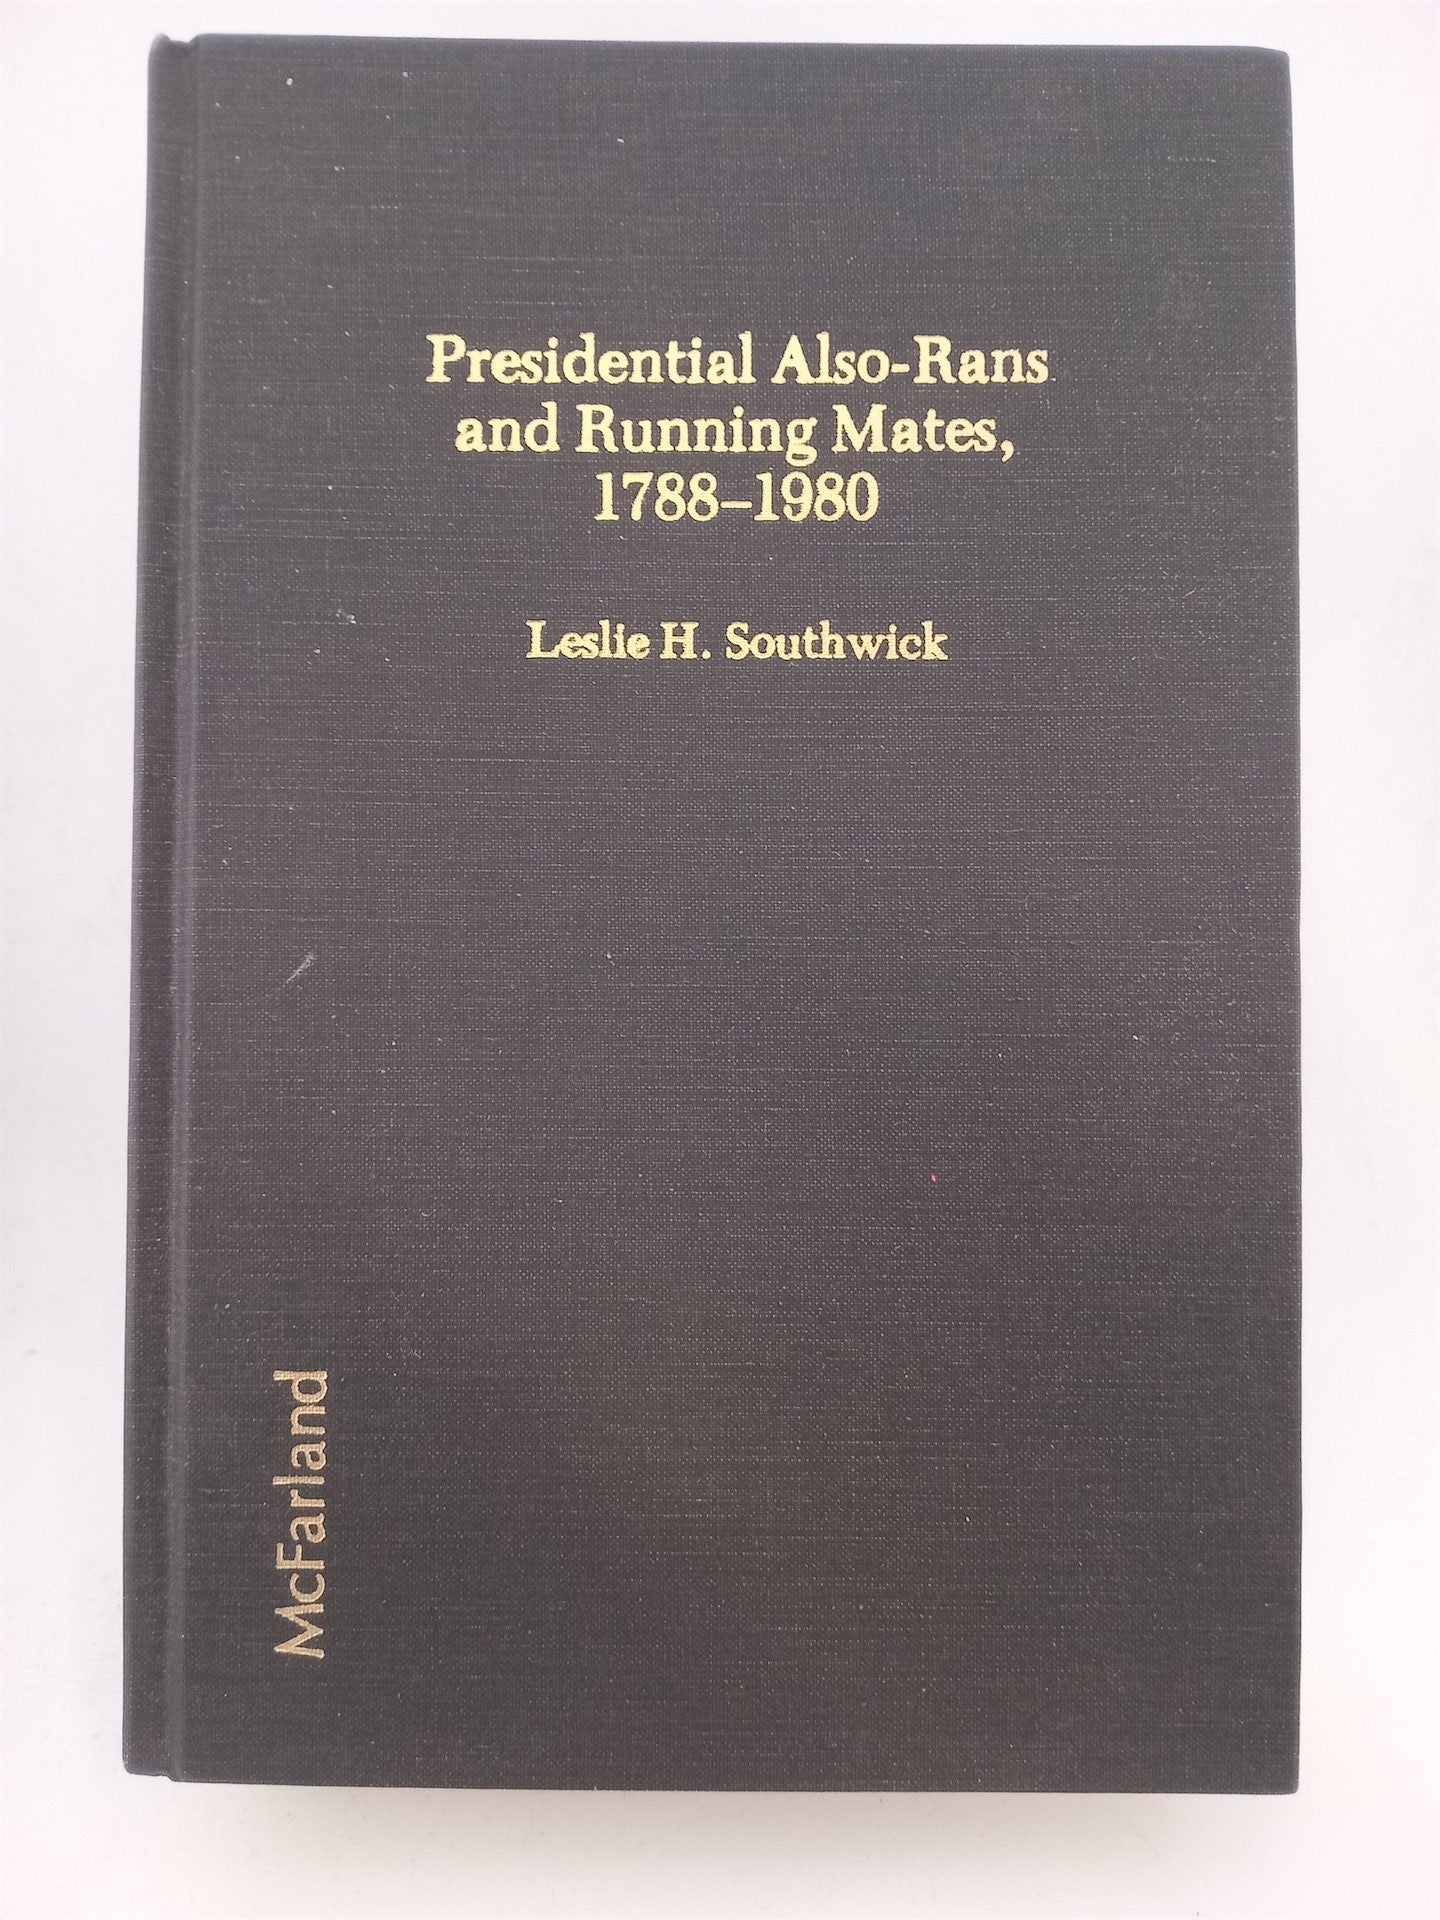 Presidential Also-Rans
and Running Mates,
1788–1980
Leslie H. Southwick
McFarland